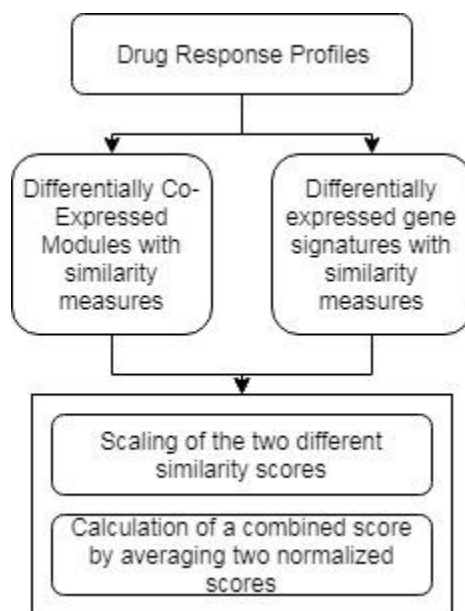 Drug Response Profiles
Differentially Co-
Expressed
Modules with
similarity
measures
Differentially
expressed gene
signatures with
similarity
measures
Scaling of the two different
similarity scores
Calculation of a combined score
by averaging two normalized
scores